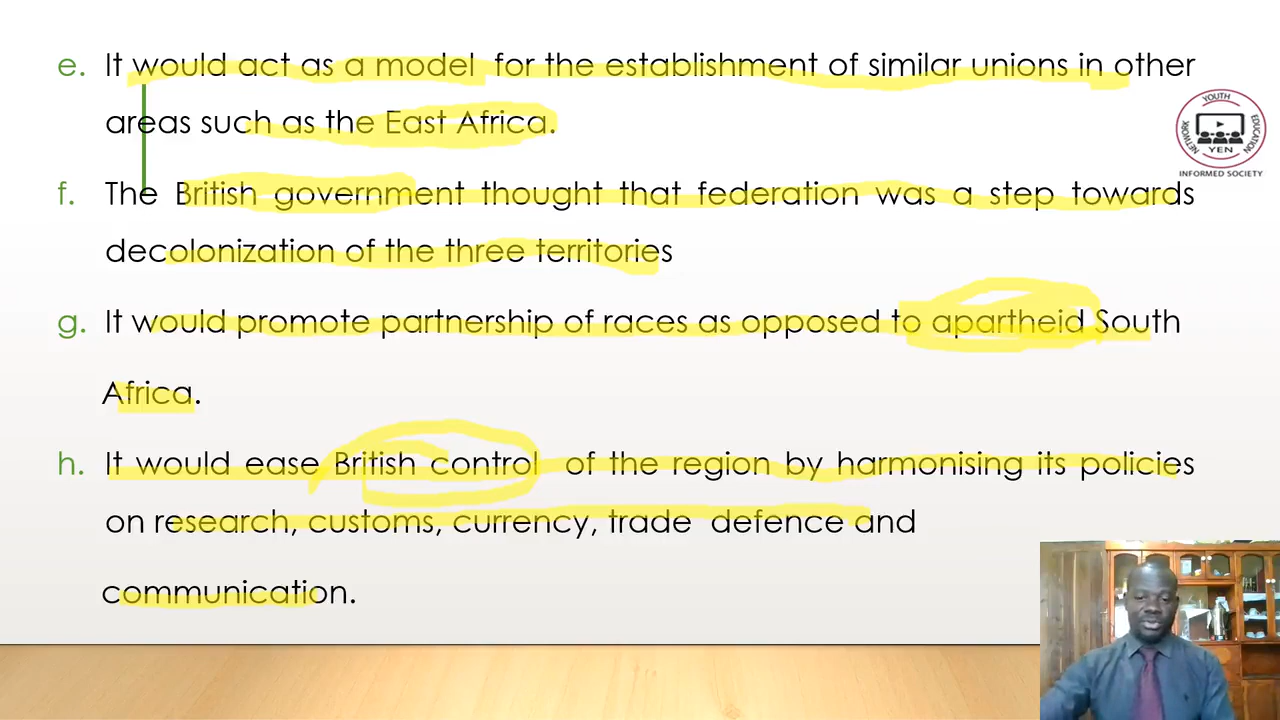 e. It would act as a model for the establishment of similar unions in other
areas such as the East Africa.
YOUTH
EDUCATION
NETWORK
YEN
INFORMED SOCIETY
f. The British government thought that federation was a step towards
decolonization of the three territories
g. It would promote partnership of races as opposed to apartheid South
Africa.
h. It would ease British control of the region by harmonising its policies
on research, customs, currency, trade defence and
communication.